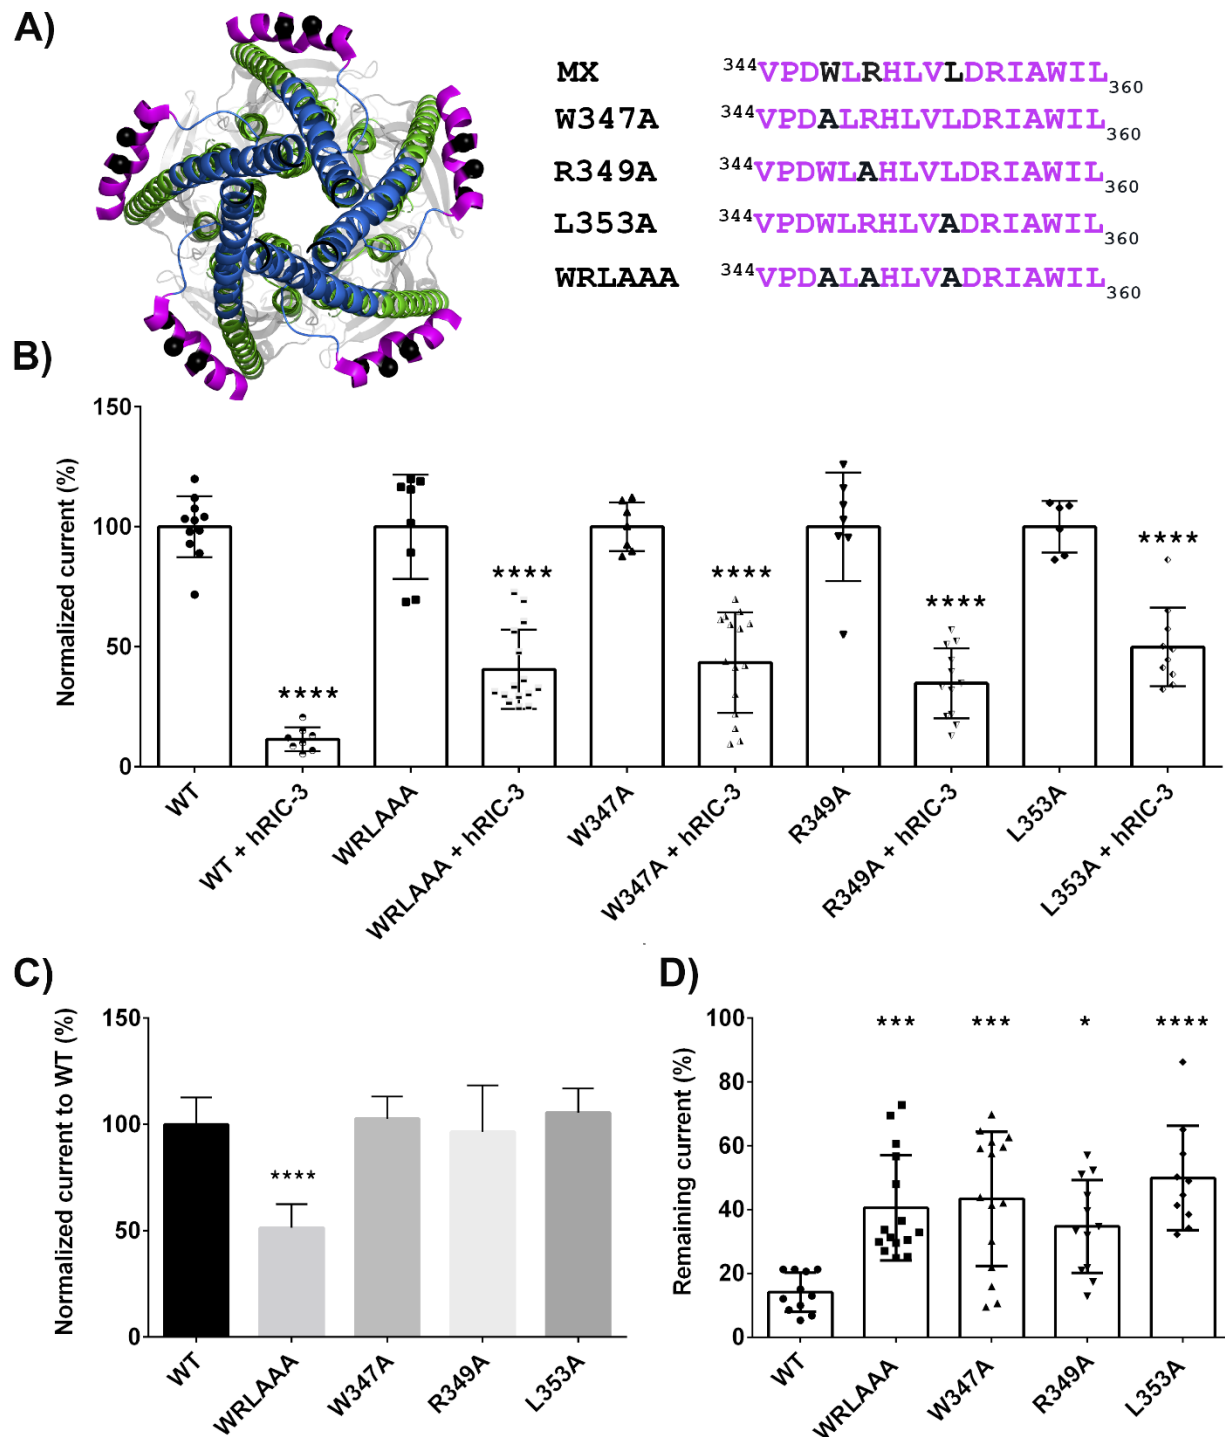 A)
MX 344VPDWLRHLVLDRIAWIL360
W347A 344VPDALRHLVLDRIAWIL360
R349A 344VPDWLAHLVLDRIAWIL360
L353A 344VPDWLRHLVADRIAWIL360
WRLAAA 344VPDALAHLVADRIAWIL360
B)
Normalized current (%)
150
100
50
0
**** **** **** **** ****
WT
WT + hRIC-3
WRLAAA
WRLAAA + hRIC-3
W347A
W347A + hRIC-3
R349A
R349A + hRIC-3
L353A
L353A + hRIC-3
C)
Normalized current to WT (%)
150
100
50
0
****
WT
WRLAAA
W347A
R349A
L353A
D)
Remaining current (%)
100
80
60
40
20
0
*** *** * ****
WT
WRLAAA
W347A
R349A
L353A